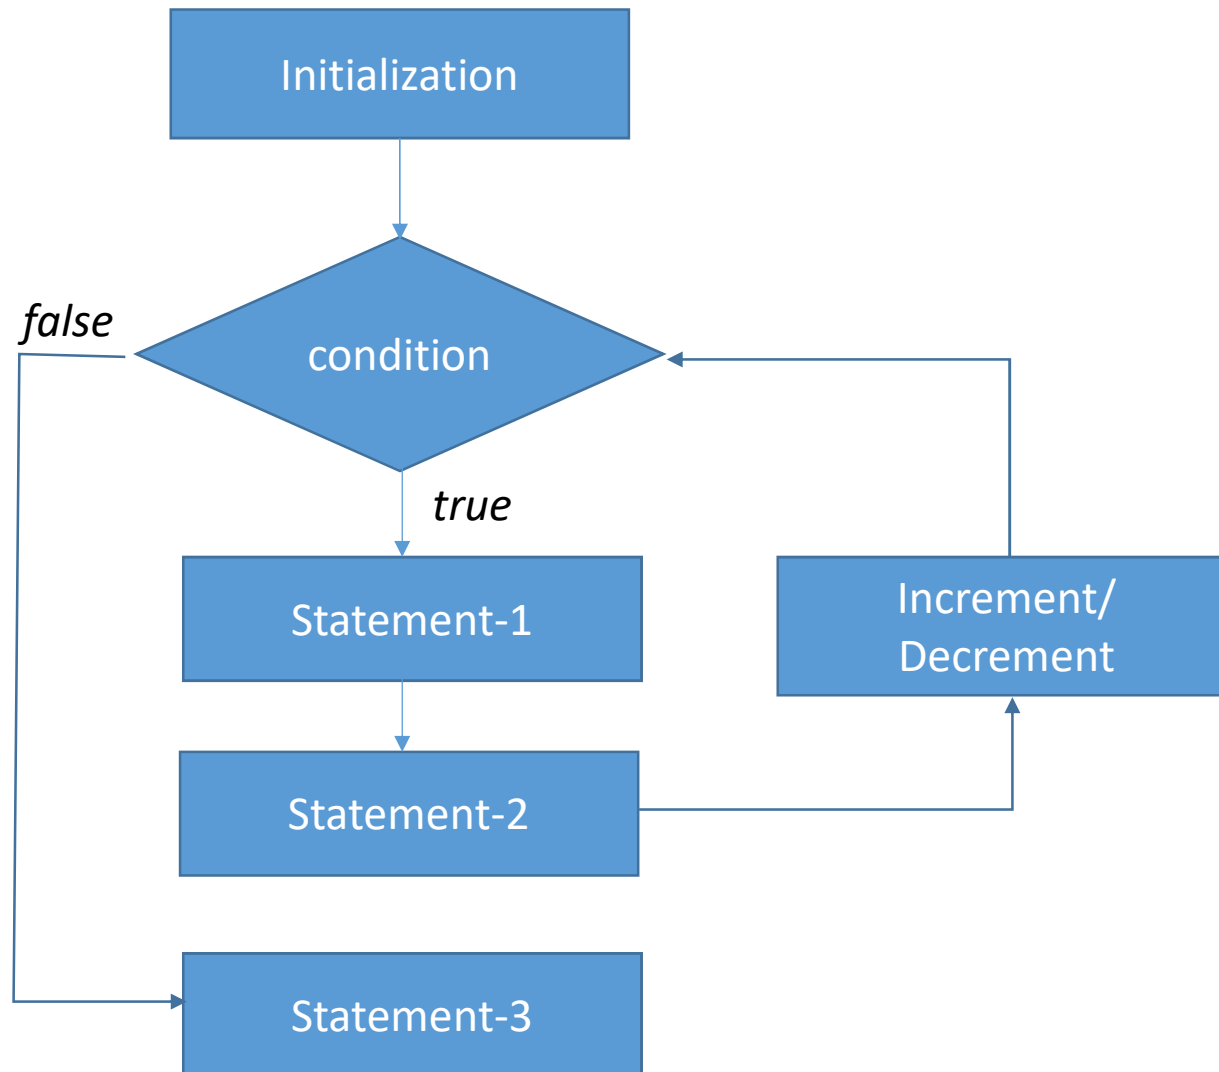 Initialization
false
condition
true
Statement-1
Increment/
Decrement
Statement-2
Statement-3